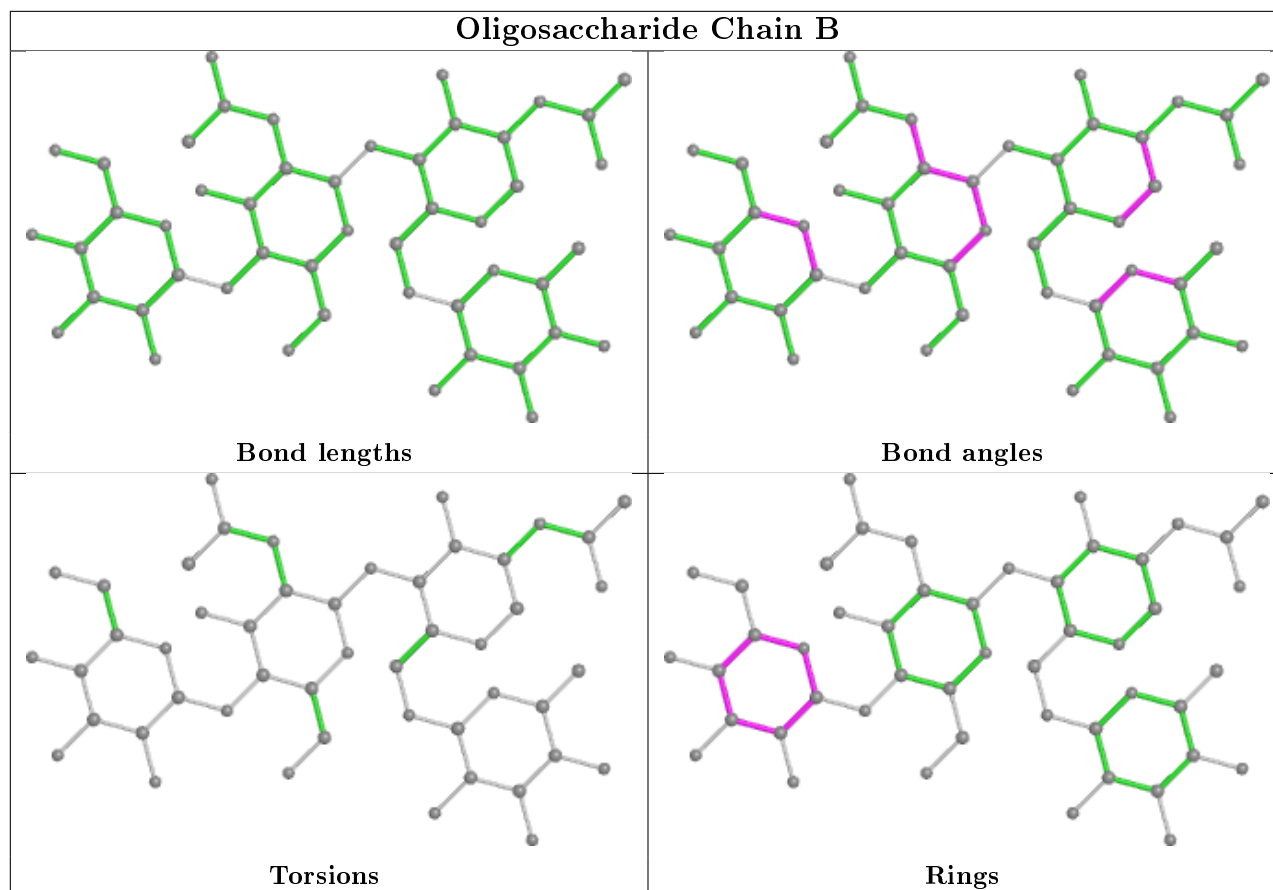 Oligosaccharide Chain B
Bond lengths
Bond angles
Torsions
Rings